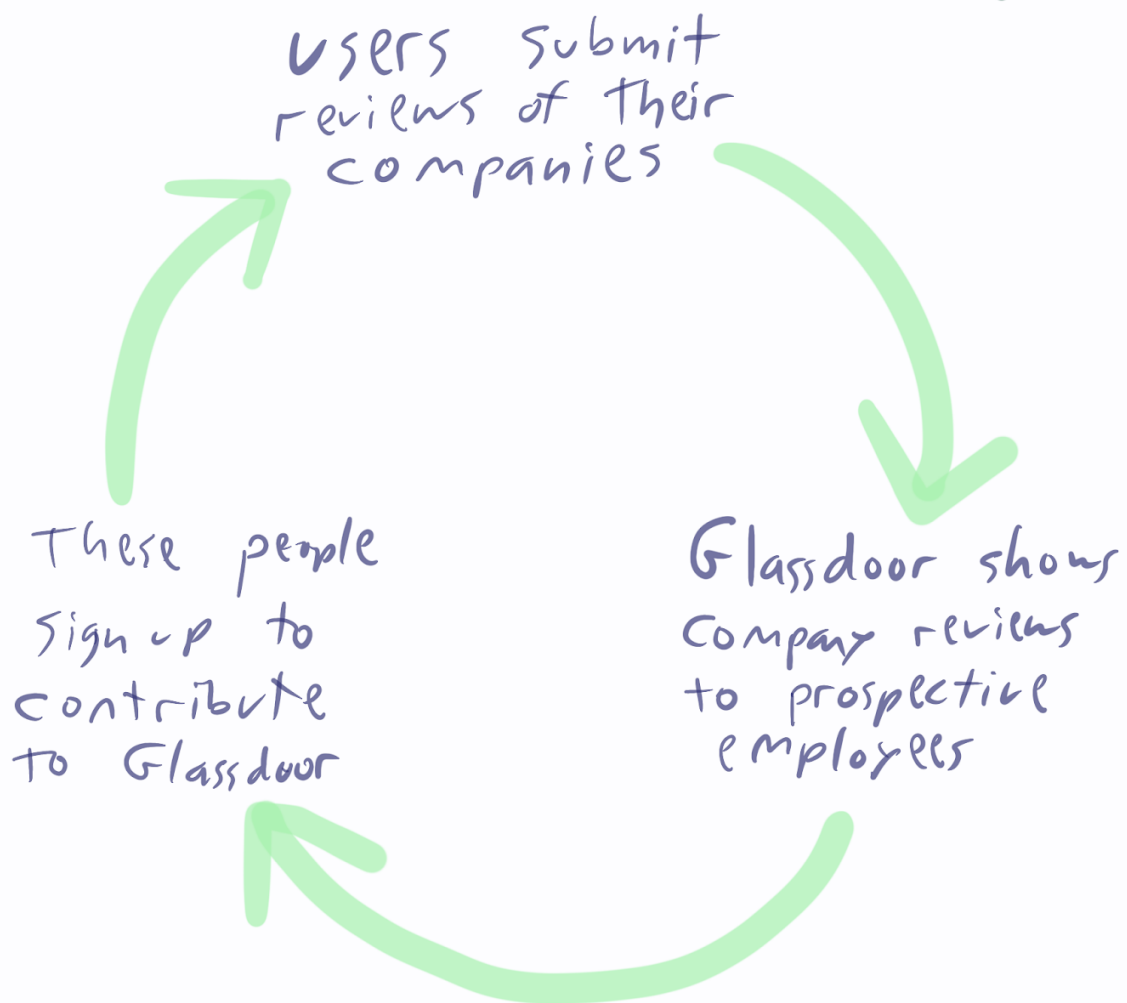 Users submit
reviews of their
companies
Glassdoor shows
company reviews
to prospective
employees
These people
sign up to
contribute
to Glassdoor